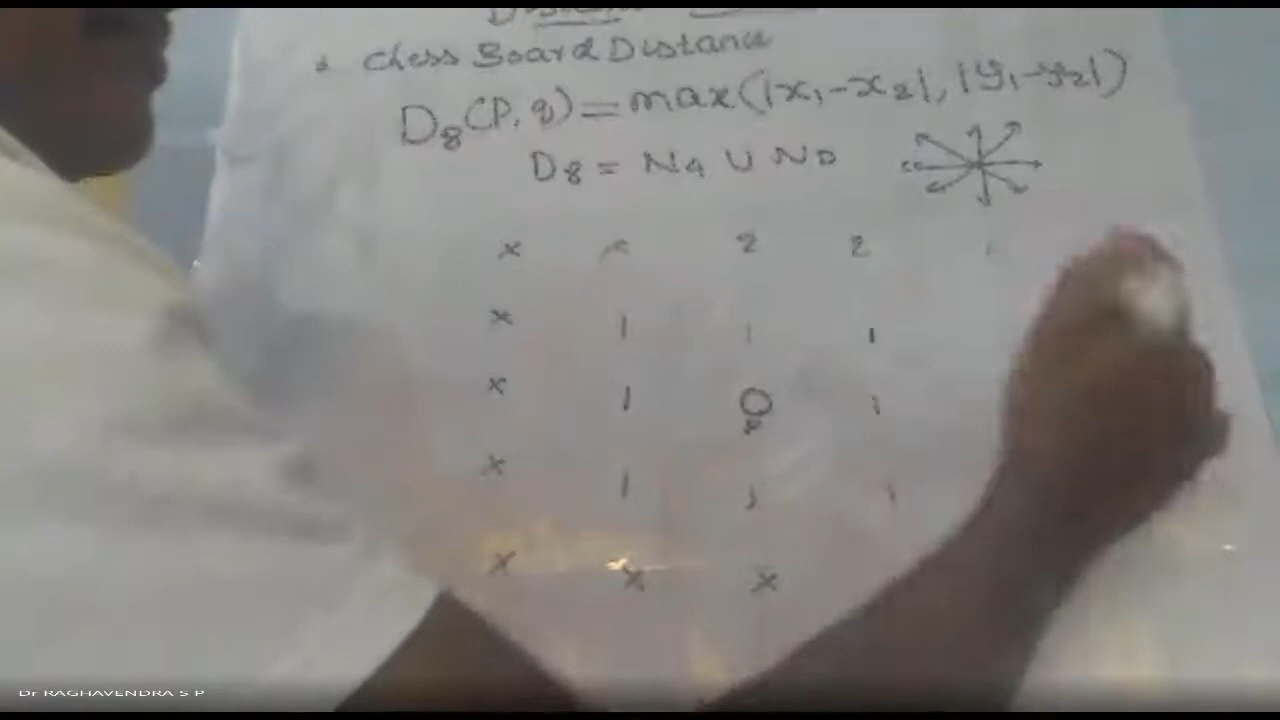 Chess Board Distance
D8(P, q) = max(|x1-x2|, |y1-y2|)
D8 = N4 U ND
x x 2 2
x 1 1 1
x 1 0 1
P
x 1 1 1
x x x
Dr RAGHAVENDRA S P